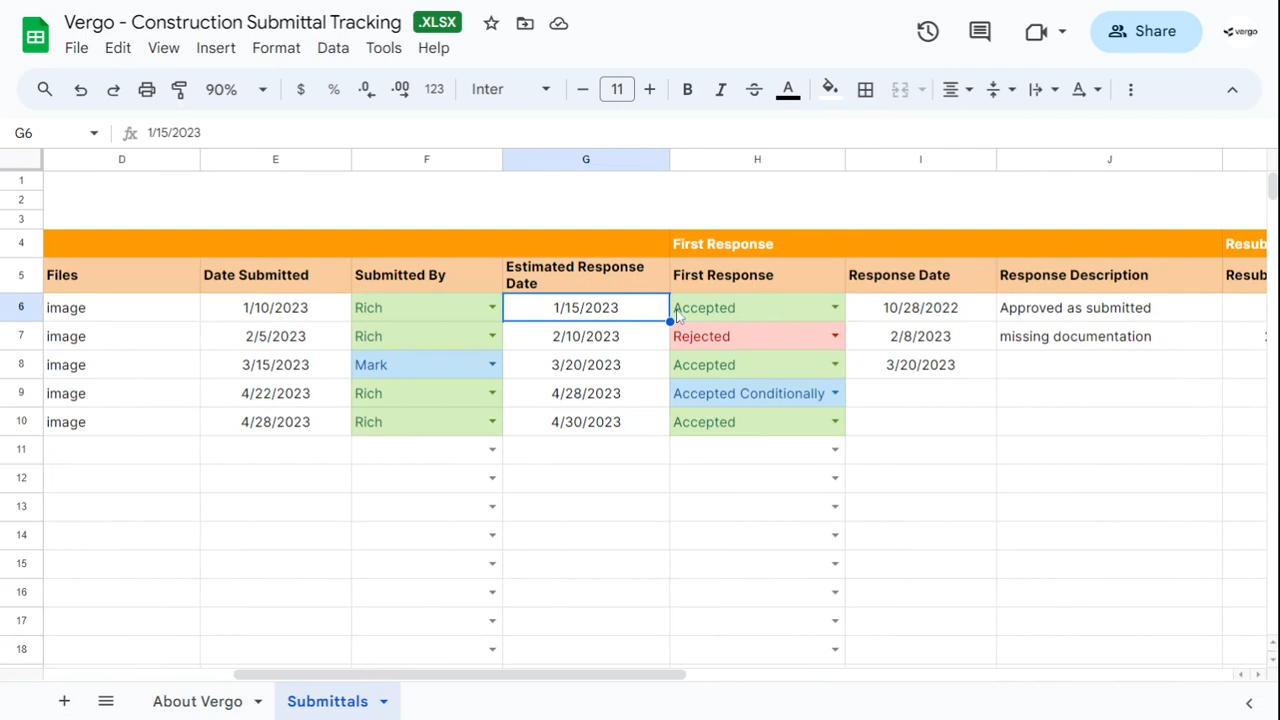 Vergo - Construction Submittal Tracking .XLSX
File Edit View Insert Format Data Tools Help
Share
vergo
90% $ % .0 .00 123 Inter 11 B I S A
G6 fx 1/15/2023
D E F G H I J
1
2
3
4 First Response Resub
5 Files Date Submitted Submitted By Estimated Response Date First Response Response Date Response Description Resub
6 image 1/10/2023 Rich 1/15/2023 Accepted 10/28/2022 Approved as submitted
7 image 2/5/2023 Rich 2/10/2023 Rejected 2/8/2023 missing documentation
8 image 3/15/2023 Mark 3/20/2023 Accepted 3/20/2023
9 image 4/22/2023 Rich 4/28/2023 Accepted Conditionally
10 image 4/28/2023 Rich 4/30/2023 Accepted
11
12
13
14
15
16
17
18
About Vergo Submittals